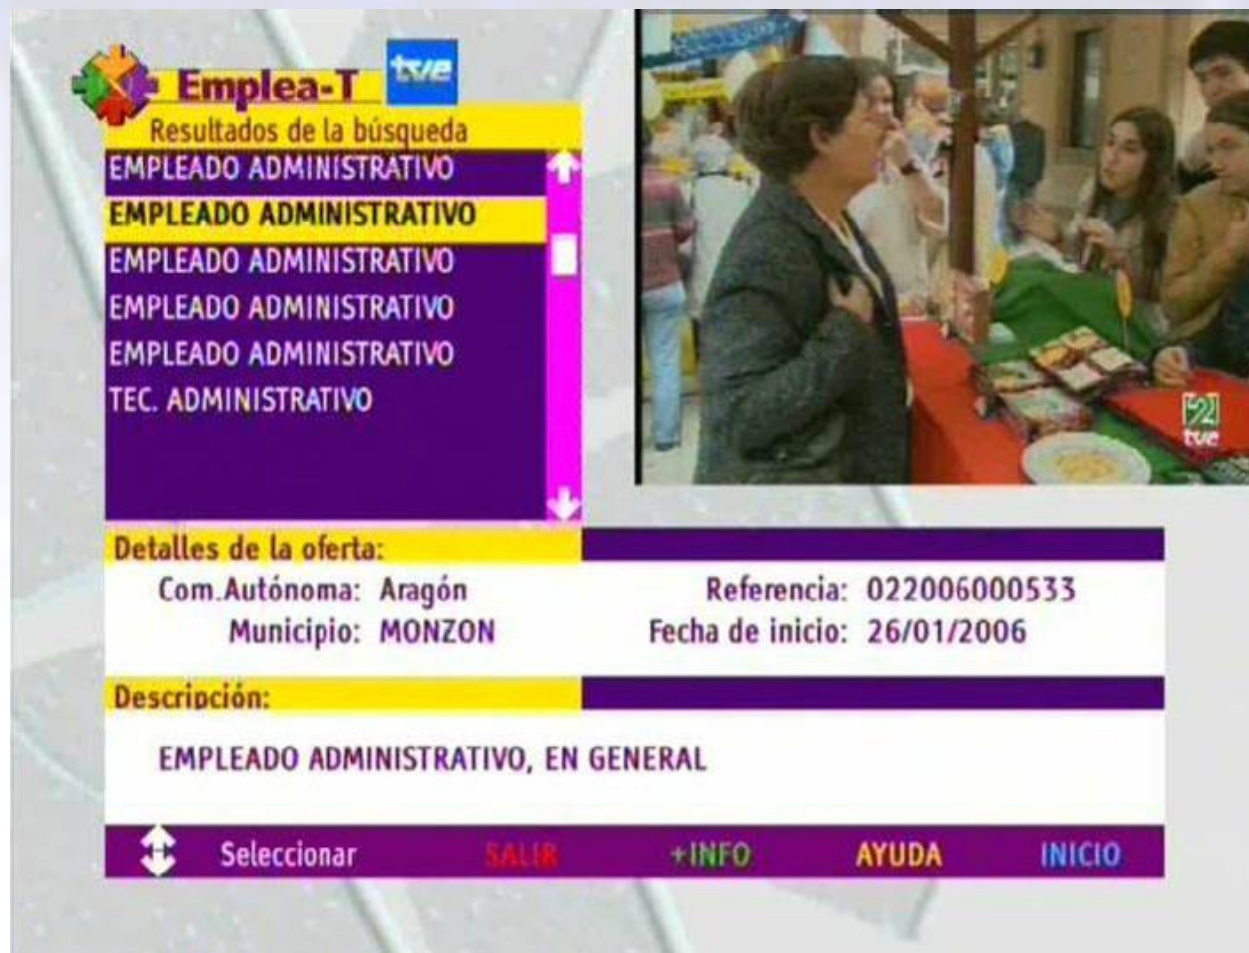 Emplea-T
tve
Resultados de la búsqueda
EMPLEADO ADMINISTRATIVO
EMPLEADO ADMINISTRATIVO
EMPLEADO ADMINISTRATIVO
EMPLEADO ADMINISTRATIVO
EMPLEADO ADMINISTRATIVO
TEC. ADMINISTRATIVO
2
tve
Detalles de la oferta:
Com.Autónoma: Aragón
Referencia: 022006000533
Municipio: MONZON
Fecha de inicio: 26/01/2006
Descripción:
EMPLEADO ADMINISTRATIVO, EN GENERAL
Seleccionar SALIR +INFO AYUDA INICIO